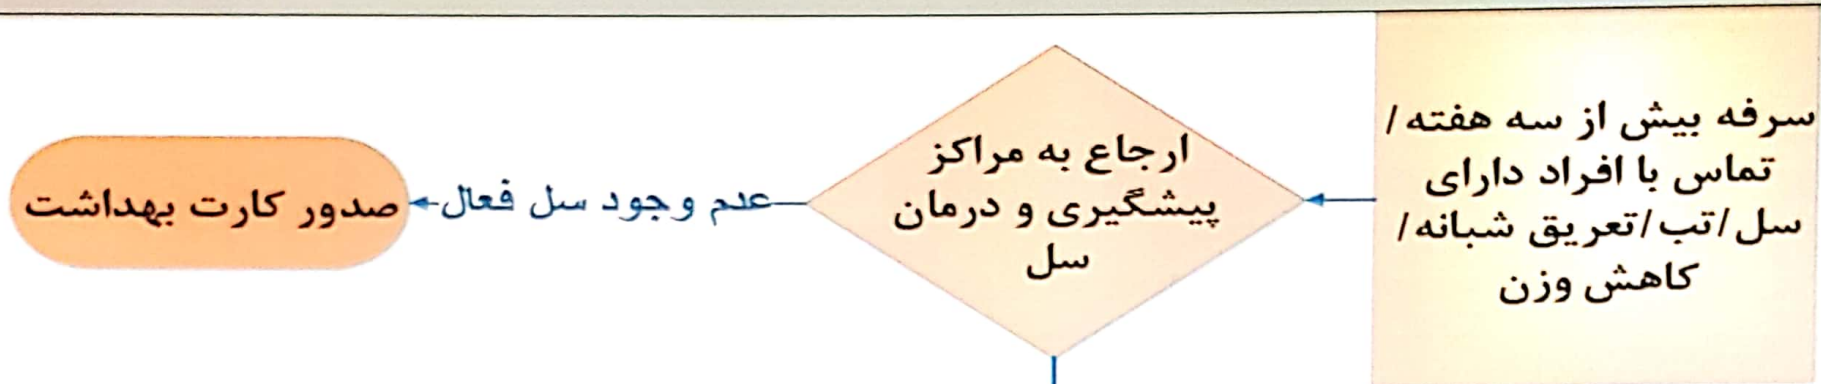 سرفه بیش از سه هفته/
تماس با افراد دارای
سل/تب/تعریق شبانه/
کاهش وزن
ارجاع به مراکز
پیشگیری و درمان
سل
عدم وجود سل فعال
صدور کارت بهداشت